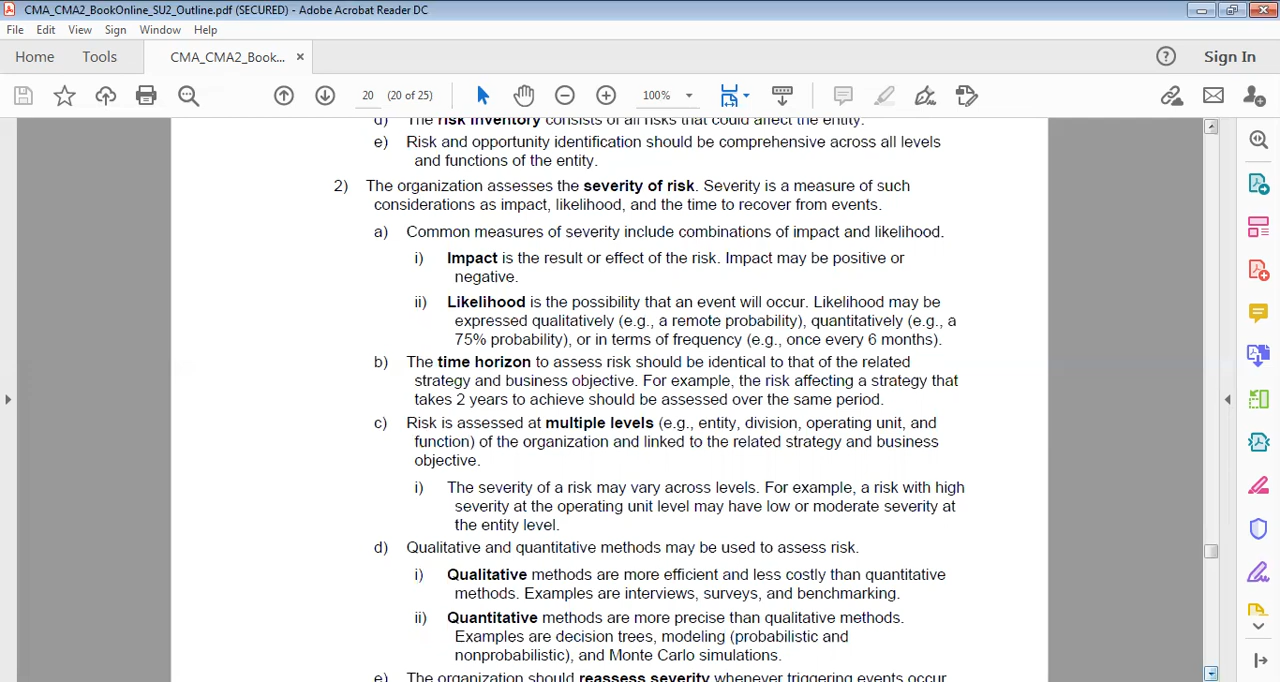 CMA_CMA2_BookOnline_SU2_Outline.pdf (SECURED) - Adobe Acrobat Reader DC
File Edit View Sign Window Help
Home Tools CMA_CMA2_Book... × Sign In
20 (20 of 25) 100%
d) The risk inventory consists of all risks that could affect the entity.
e) Risk and opportunity identification should be comprehensive across all levels
and functions of the entity.
2) The organization assesses the severity of risk. Severity is a measure of such
considerations as impact, likelihood, and the time to recover from events.
a) Common measures of severity include combinations of impact and likelihood.
i) Impact is the result or effect of the risk. Impact may be positive or
negative.
ii) Likelihood is the possibility that an event will occur. Likelihood may be
expressed qualitatively (e.g., a remote probability), quantitatively (e.g., a
75% probability), or in terms of frequency (e.g., once every 6 months).
b) The time horizon to assess risk should be identical to that of the related
strategy and business objective. For example, the risk affecting a strategy that
takes 2 years to achieve should be assessed over the same period.
c) Risk is assessed at multiple levels (e.g., entity, division, operating unit, and
function) of the organization and linked to the related strategy and business
objective.
i) The severity of a risk may vary across levels. For example, a risk with high
severity at the operating unit level may have low or moderate severity at
the entity level.
d) Qualitative and quantitative methods may be used to assess risk.
i) Qualitative methods are more efficient and less costly than quantitative
methods. Examples are interviews, surveys, and benchmarking.
ii) Quantitative methods are more precise than qualitative methods.
Examples are decision trees, modeling (probabilistic and
nonprobabilistic), and Monte Carlo simulations.
e) The organization should reassess severity whenever triggering events occur